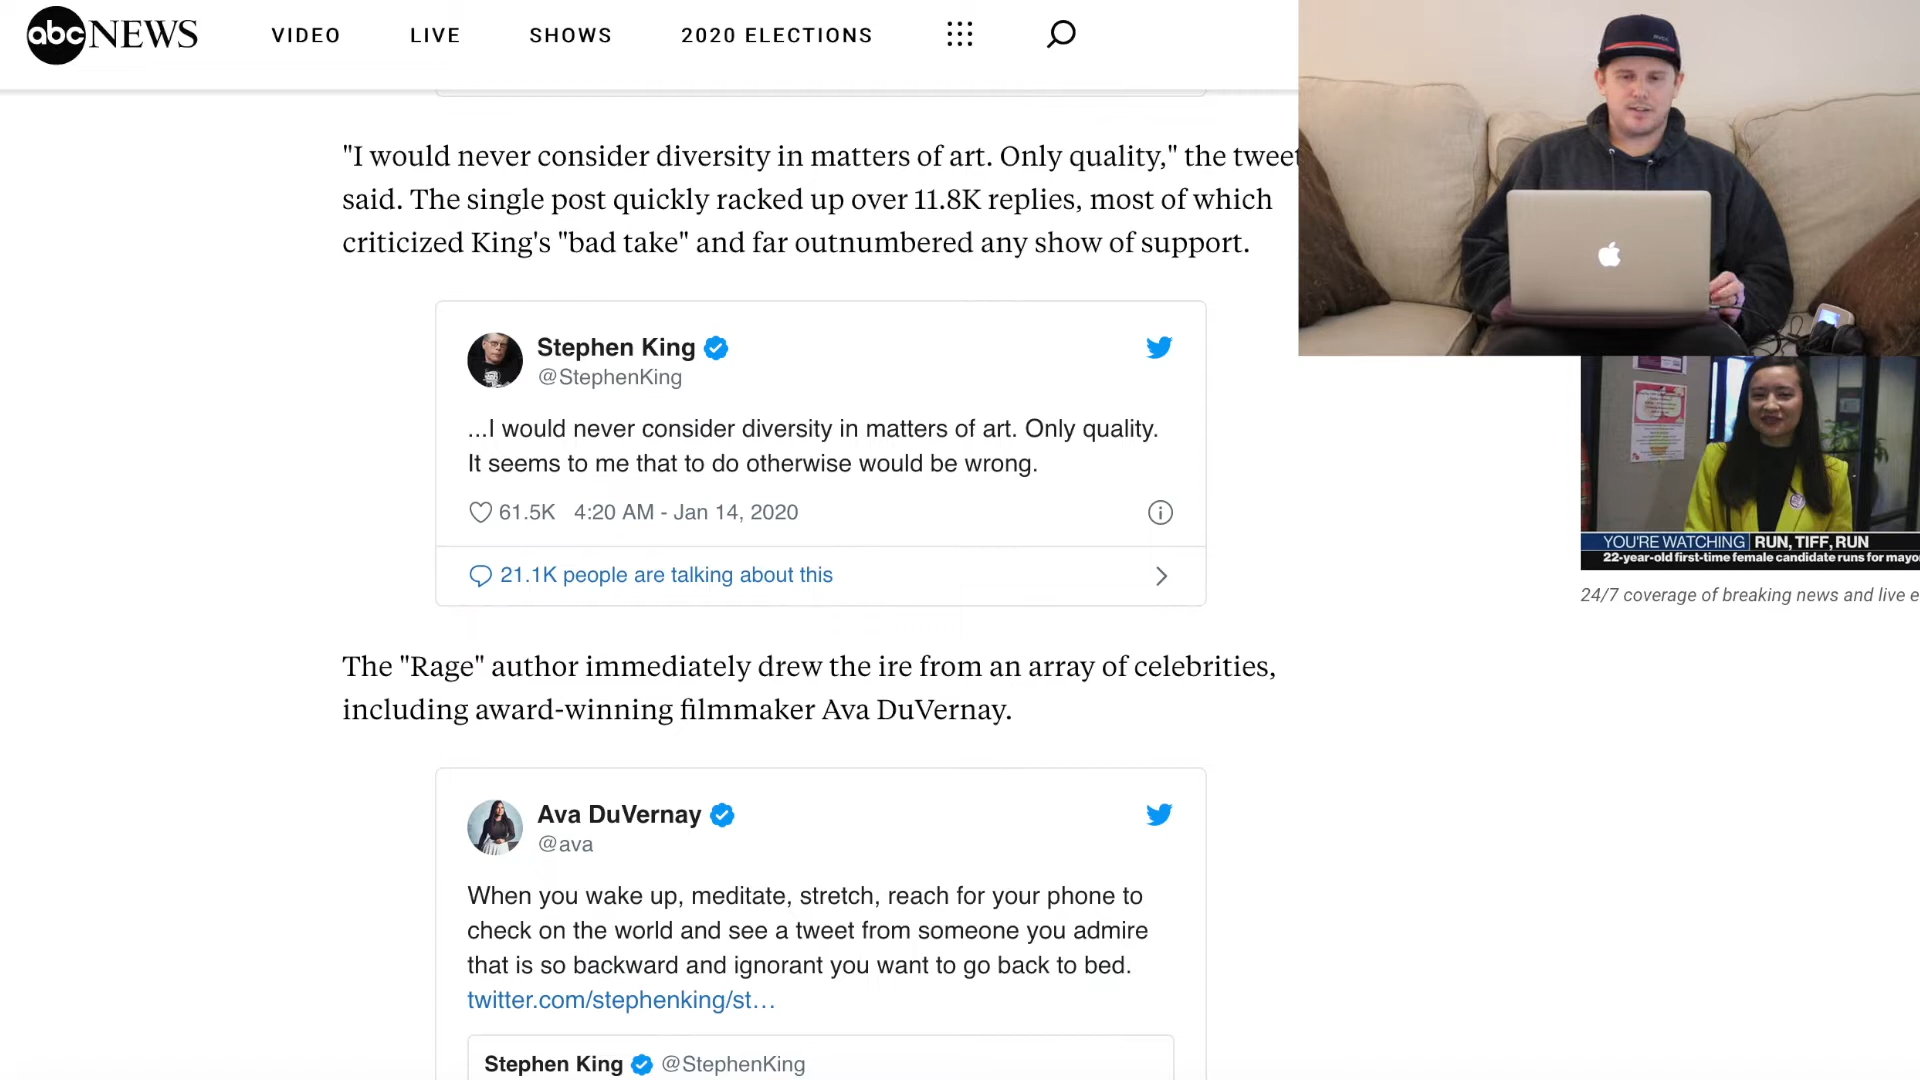 abc NEWS
VIDEO
LIVE
SHOWS
2020 ELECTIONS
"I would never consider diversity in matters of art. Only quality," the tweet
said. The single post quickly racked up over 11.8K replies, most of which
criticized King's "bad take" and far outnumbered any show of support.
Stephen King
@StephenKing
...I would never consider diversity in matters of art. Only quality.
It seems to me that to do otherwise would be wrong.
61.5K 4:20 AM - Jan 14, 2020
21.1K people are talking about this
YOU'RE WATCHING RUN, TIFF, RUN
22-year-old first-time female candidate runs for mayo
24/7 coverage of breaking news and live e
The "Rage" author immediately drew the ire from an array of celebrities,
including award-winning filmmaker Ava DuVernay.
Ava DuVernay
@ava
When you wake up, meditate, stretch, reach for your phone to
check on the world and see a tweet from someone you admire
that is so backward and ignorant you want to go back to bed.
twitter.com/stephenking/st…
Stephen King @StephenKing